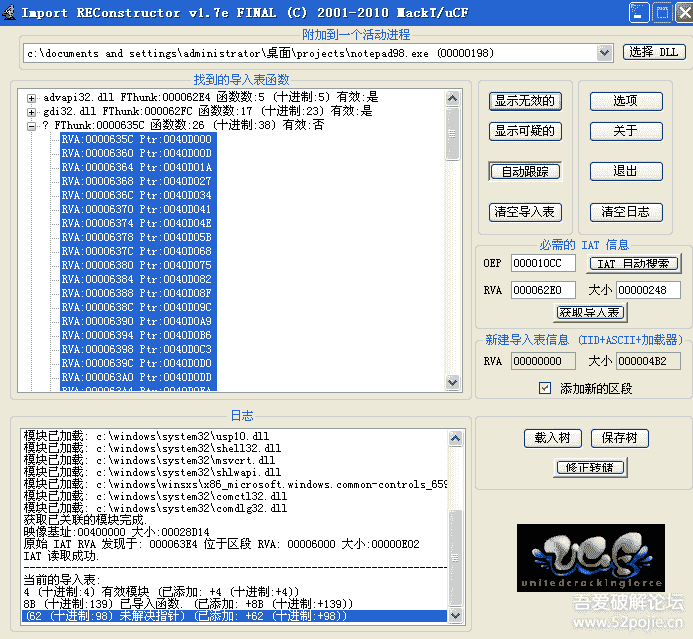 Import REConstructor v1.7e FINAL (C) 2001-2010 MackT/uCF
附加到一个活动进程
c:\documents and settings\administrator\桌面\projects\notepad98.exe (00000198)
选择 DLL
找到的导入表函数
advapi32.dll FThunk:000062E4 函数数:5 (十进制:5) 有效:是
gdi32.dll FThunk:000062FC 函数数:17 (十进制:23) 有效:是
? FThunk:0000635C 函数数:26 (十进制:38) 有效:否
RVA:0000635C Ptr:0040D000
RVA:00006360 Ptr:0040D00D
RVA:00006364 Ptr:0040D01A
RVA:00006368 Ptr:0040D027
RVA:0000636C Ptr:0040D034
RVA:00006370 Ptr:0040D041
RVA:00006374 Ptr:0040D04E
RVA:00006378 Ptr:0040D05B
RVA:0000637C Ptr:0040D068
RVA:00006380 Ptr:0040D075
RVA:00006384 Ptr:0040D082
RVA:00006388 Ptr:0040D08F
RVA:0000638C Ptr:0040D09C
RVA:00006390 Ptr:0040D0A9
RVA:00006394 Ptr:0040D0B6
RVA:00006398 Ptr:0040D0C3
RVA:0000639C Ptr:0040D0D0
RVA:000063A0 Ptr:0040D0DD
RVA:000063A4 Ptr:0040D0EA
显示无效的
显示可疑的
自动跟踪
清空导入表
选项
关于
退出
清空日志
必需的 IAT 信息
OEP 000010CC IAT 自动搜索
RVA 000062E0 大小 00000248
获取导入表
新建导入表信息 (IID+ASCII+加载器)
RVA 00000000 大小 000004B2
添加新的区段
载入树 保存树
修正转储
日志
模块已加载: c:\windows\system32\usp10.dll
模块已加载: c:\windows\system32\shell32.dll
模块已加载: c:\windows\system32\msvcrt.dll
模块已加载: c:\windows\system32\shlwapi.dll
模块已加载: c:\windows\winsxs\x86_microsoft.windows.common-controls_659
模块已加载: c:\windows\system32\comctl32.dll
模块已加载: c:\windows\system32\comdlg32.dll
获取已关联的模块完成.
映像基址:00400000 大小:00028D14
原始 IAT RVA 发现于: 000063E4 位于区段 RVA: 00006000 大小:00000E02
IAT 读取成功.
当前的导入表:
4 (十进制:4) 有效模块 (已添加: +4 (十进制:+4))
8B (十进制:139) 已导入函数. (已添加: +8B (十进制:+139))
(62 (十进制:98) 未解决指针) (已添加: +62 (十进制:+98))
uCF
unitedcrackingforce
吾爱破解论坛
www.52pojie.cn